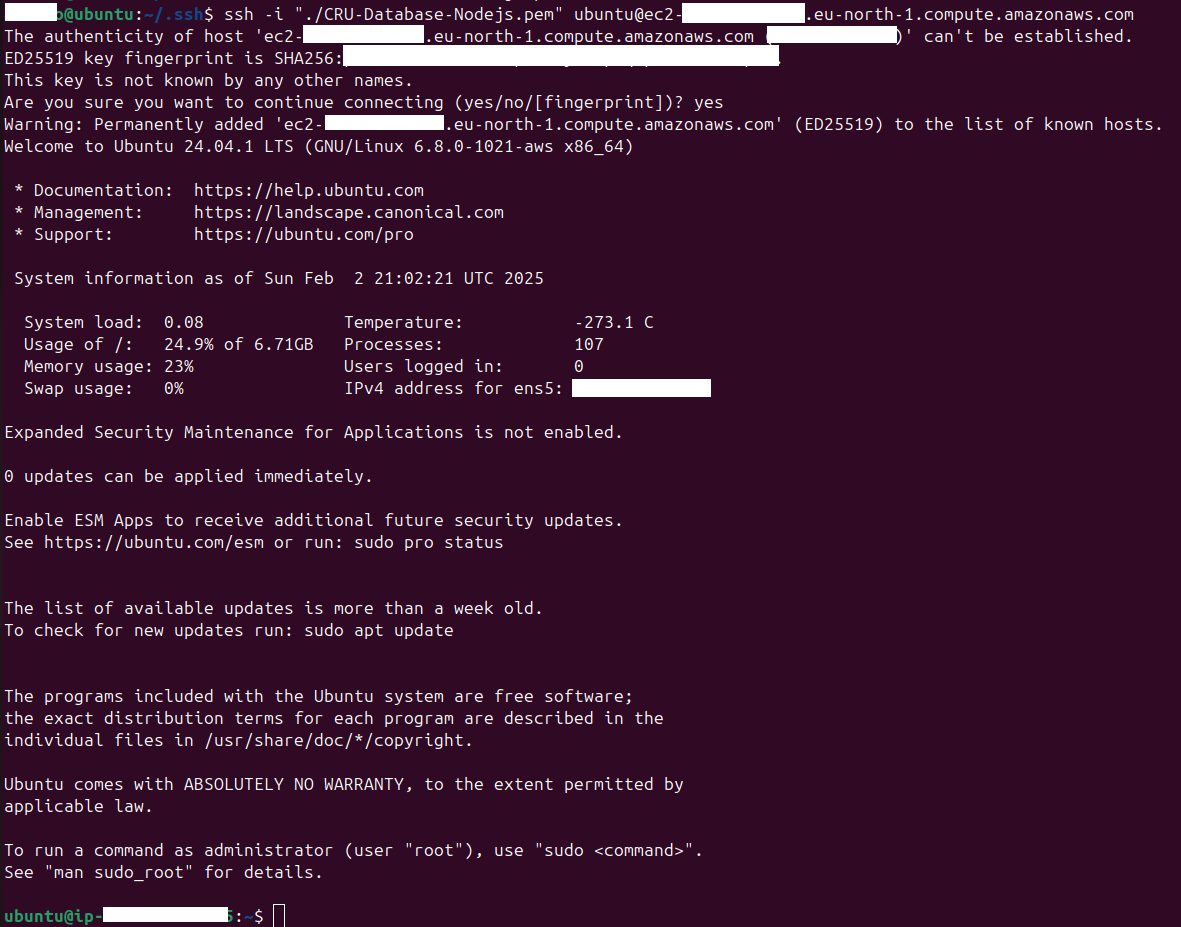 o@ubuntu:~/.ssh$ ssh -i "./CRU-Database-Nodejs.pem" ubuntu@ec2-.eu-north-1.compute.amazonaws.com
The authenticity of host 'ec2-.eu-north-1.compute.amazonaws.com ()' can't be established.
ED25519 key fingerprint is SHA256:.
This key is not known by any other names.
Are you sure you want to continue connecting (yes/no/[fingerprint])? yes
Warning: Permanently added 'ec2-.eu-north-1.compute.amazonaws.com' (ED25519) to the list of known hosts.
Welcome to Ubuntu 24.04.1 LTS (GNU/Linux 6.8.0-1021-aws x86_64)

 * Documentation:  https://help.ubuntu.com
 * Management:     https://landscape.canonical.com
 * Support:        https://ubuntu.com/pro

 System information as of Sun Feb  2 21:02:21 UTC 2025

  System load:  0.08              Temperature:           -273.1 C
  Usage of /:   24.9% of 6.71GB   Processes:             107
  Memory usage: 23%               Users logged in:       0
  Swap usage:   0%                IPv4 address for ens5:

Expanded Security Maintenance for Applications is not enabled.

0 updates can be applied immediately.

Enable ESM Apps to receive additional future security updates.
See https://ubuntu.com/esm or run: sudo pro status

The list of available updates is more than a week old.
To check for new updates run: sudo apt update

The programs included with the Ubuntu system are free software;
the exact distribution terms for each program are described in the
individual files in /usr/share/doc/*/copyright.

Ubuntu comes with ABSOLUTELY NO WARRANTY, to the extent permitted by
applicable law.

To run a command as administrator (user "root"), use "sudo <command>".
See "man sudo_root" for details.

ubuntu@ip-5:~$